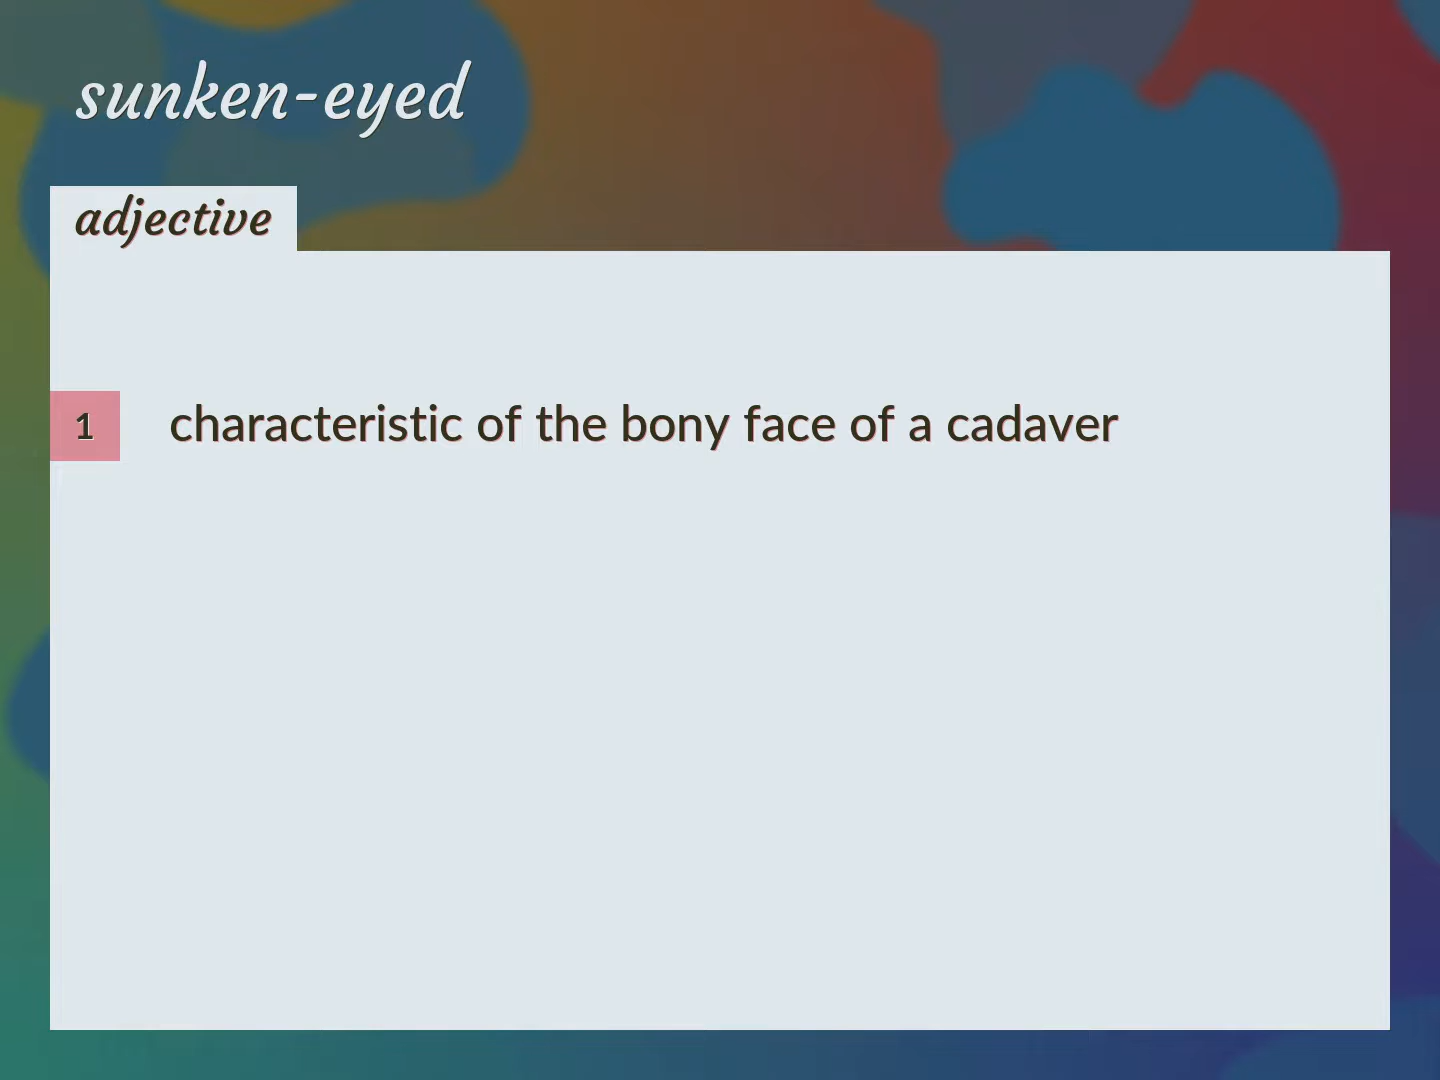 sunken-eyed
adjective
1 characteristic of the bony face of a cadaver